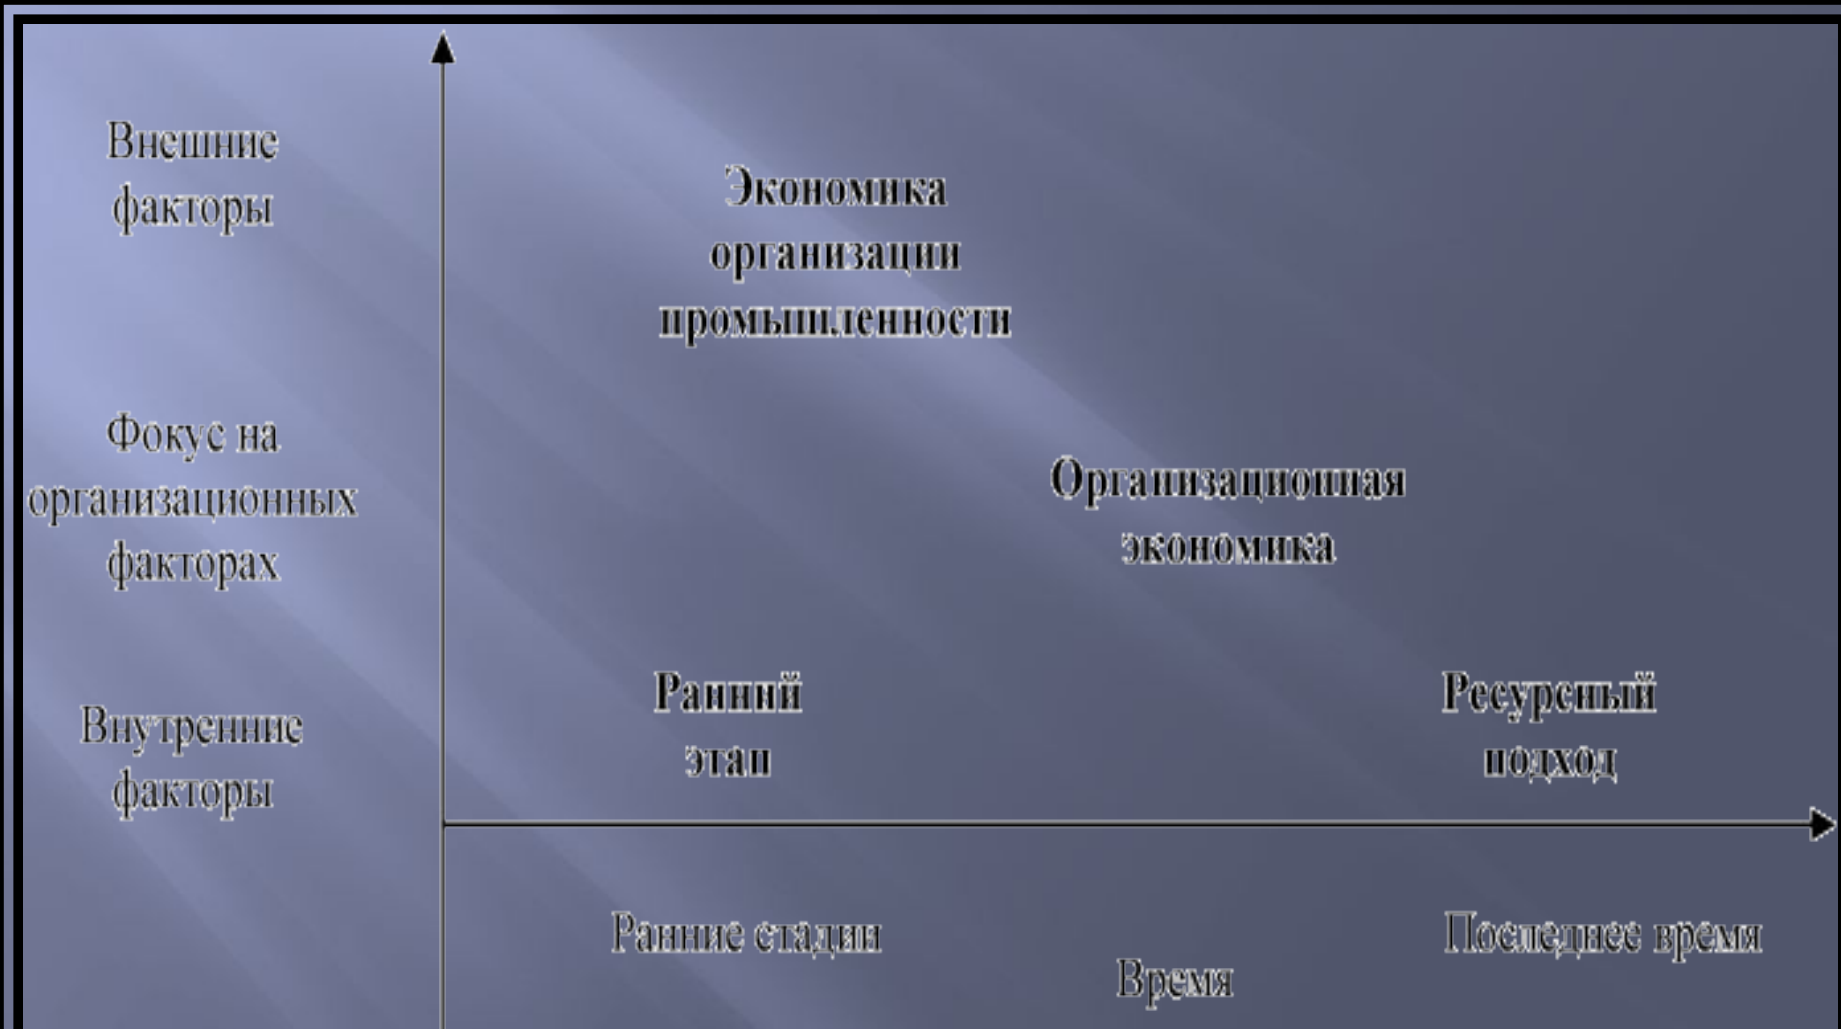 Внешние
факторы
Экономика
организации
промышленности
Фокус на
организационных
факторах
Организационная
экономика
Внутренние
факторы
Ранний
этап
Ресурсный
подход
Ранние стадии
Последнее время
Время